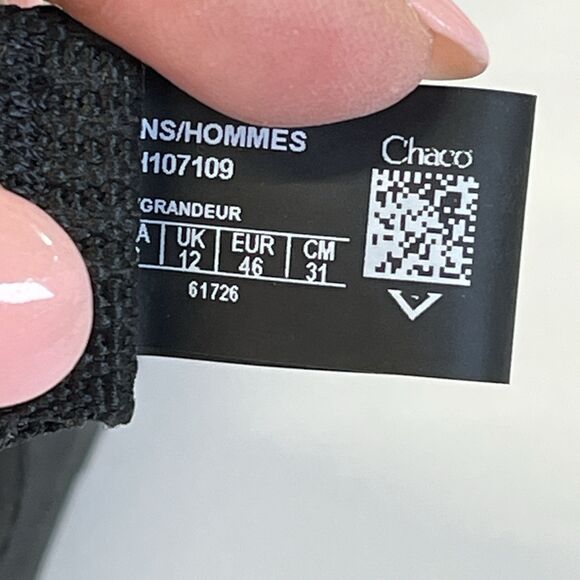 NS/HOMMES
Chaco
107109
/GRANDEUR
A UK EUR CM
12 46 31
61726